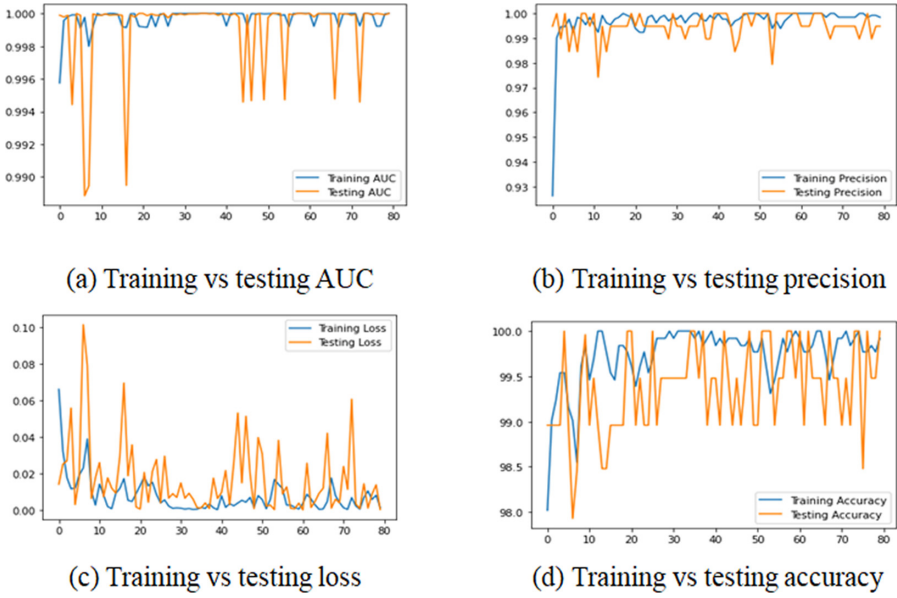 1.000
0.998
0.996
0.994
0.992
0.990
Training AUC
Testing AUC
0 10 20 30 40 50 60 70 80
(a) Training vs testing AUC
1.00
0.99
0.98
0.97
0.96
0.95
0.94
0.93
Training Precision
Testing Precision
0 10 20 30 40 50 60 70 80
(b) Training vs testing precision
0.10
0.08
0.06
0.04
0.02
0.00
Training Loss
Testing Loss
0 10 20 30 40 50 60 70 80
(c) Training vs testing loss
100.0
99.5
99.0
98.5
98.0
Training Accuracy
Testing Accuracy
0 10 20 30 40 50 60 70 80
(d) Training vs testing accuracy